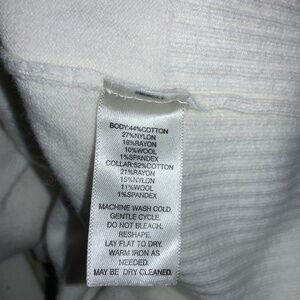 BODY:44%COTTON
27%NYLON
18%RAYON
10%WOOL
1%SPANDEX
COLLAR:52%COTTON
21%RAYON
15%NYLON
11%WOOL
1%SPANDEX
MACHINE WASH COLD.
GENTLE CYCLE.
DO NOT BLEACH.
RESHAPE.
LAY FLAT TO DRY.
WARM IRON AS
NEEDED.
MAY BE DRY CLEANED.